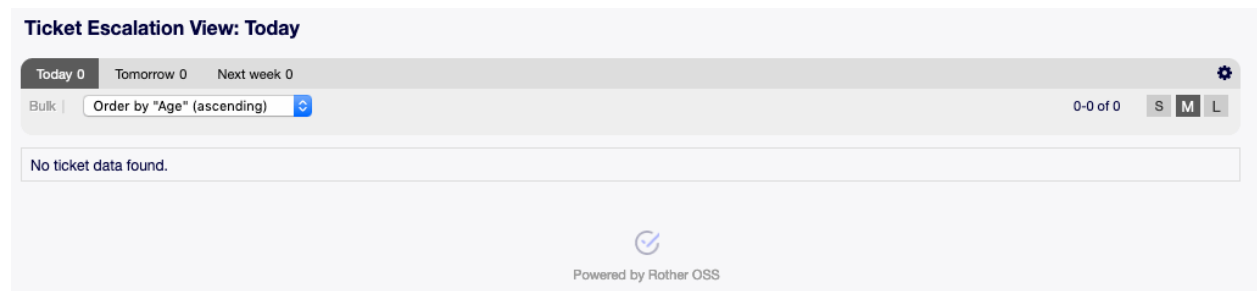 Ticket Escalation View: Today
Today 0 Tomorrow 0 Next week 0
Bulk | Order by "Age" (ascending) 0-0 of 0 S M L
No ticket data found.
Powered by Rother OSS